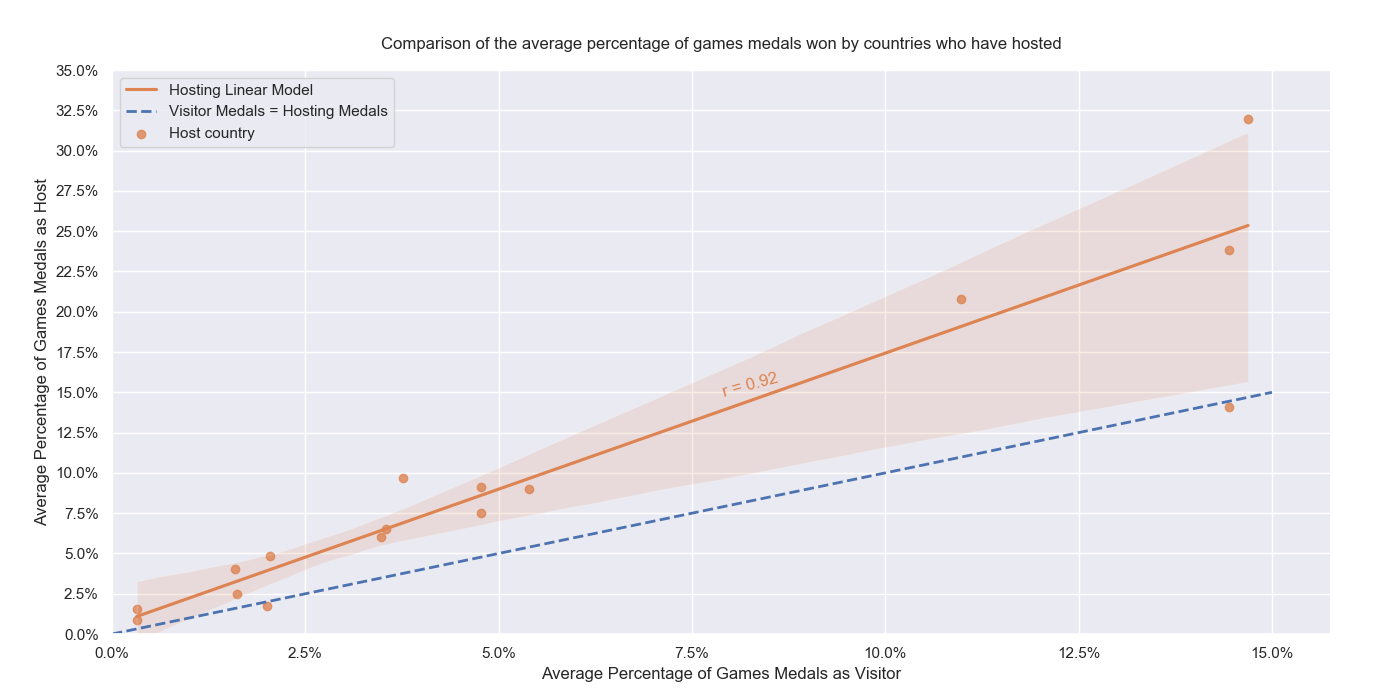 Comparison of the average percentage of games medals won by countries who have hosted
35.0%
32.5%
30.0%
27.5%
25.0%
22.5%
20.0%
17.5%
15.0%
12.5%
10.0%
7.5%
5.0%
2.5%
0.0%
Average Percentage of Games Medals as Host
Hosting Linear Model
Visitor Medals = Hosting Medals
Host country
r = 0.92
0.0% 2.5% 5.0% 7.5% 10.0% 12.5% 15.0%
Average Percentage of Games Medals as Visitor